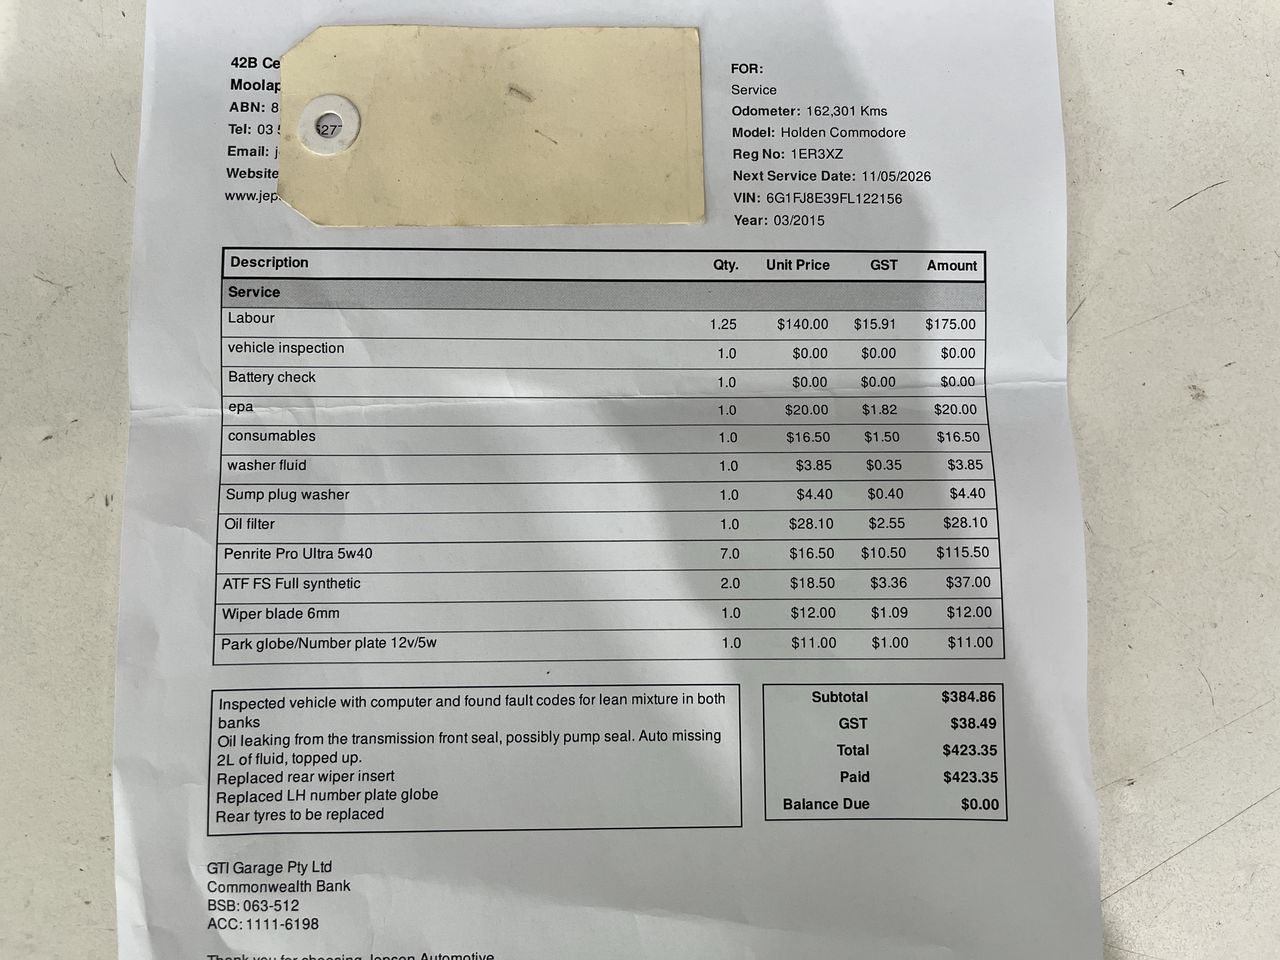 42B Ce
Moolap
ABN: 8
Tel: 03 5 527
Email: j
Website
www.jep
FOR:
Service
Odometer: 162,301 Kms
Model: Holden Commodore
Reg No: 1ER3XZ
Next Service Date: 11/05/2026
VIN: 6G1FJ8E39FL122156
Year: 03/2015
Description Qty. Unit Price GST Amount
Service
Labour 1.25 $140.00 $15.91 $175.00
vehicle inspection 1.0 $0.00 $0.00 $0.00
Battery check 1.0 $0.00 $0.00 $0.00
epa 1.0 $20.00 $1.82 $20.00
consumables 1.0 $16.50 $1.50 $16.50
washer fluid 1.0 $3.85 $0.35 $3.85
Sump plug washer 1.0 $4.40 $0.40 $4.40
Oil filter 1.0 $28.10 $2.55 $28.10
Penrite Pro Ultra 5w40 7.0 $16.50 $10.50 $115.50
ATF FS Full synthetic 2.0 $18.50 $3.36 $37.00
Wiper blade 6mm 1.0 $12.00 $1.09 $12.00
Park globe/Number plate 12v/5w 1.0 $11.00 $1.00 $11.00
Inspected vehicle with computer and found fault codes for lean mixture in both
banks
Oil leaking from the transmission front seal, possibly pump seal. Auto missing
2L of fluid, topped up.
Replaced rear wiper insert
Replaced LH number plate globe
Rear tyres to be replaced
Subtotal $384.86
GST $38.49
Total $423.35
Paid $423.35
Balance Due $0.00
GTI Garage Pty Ltd
Commonwealth Bank
BSB: 063-512
ACC: 1111-6198
Thank you for choosing Jepson Automotive